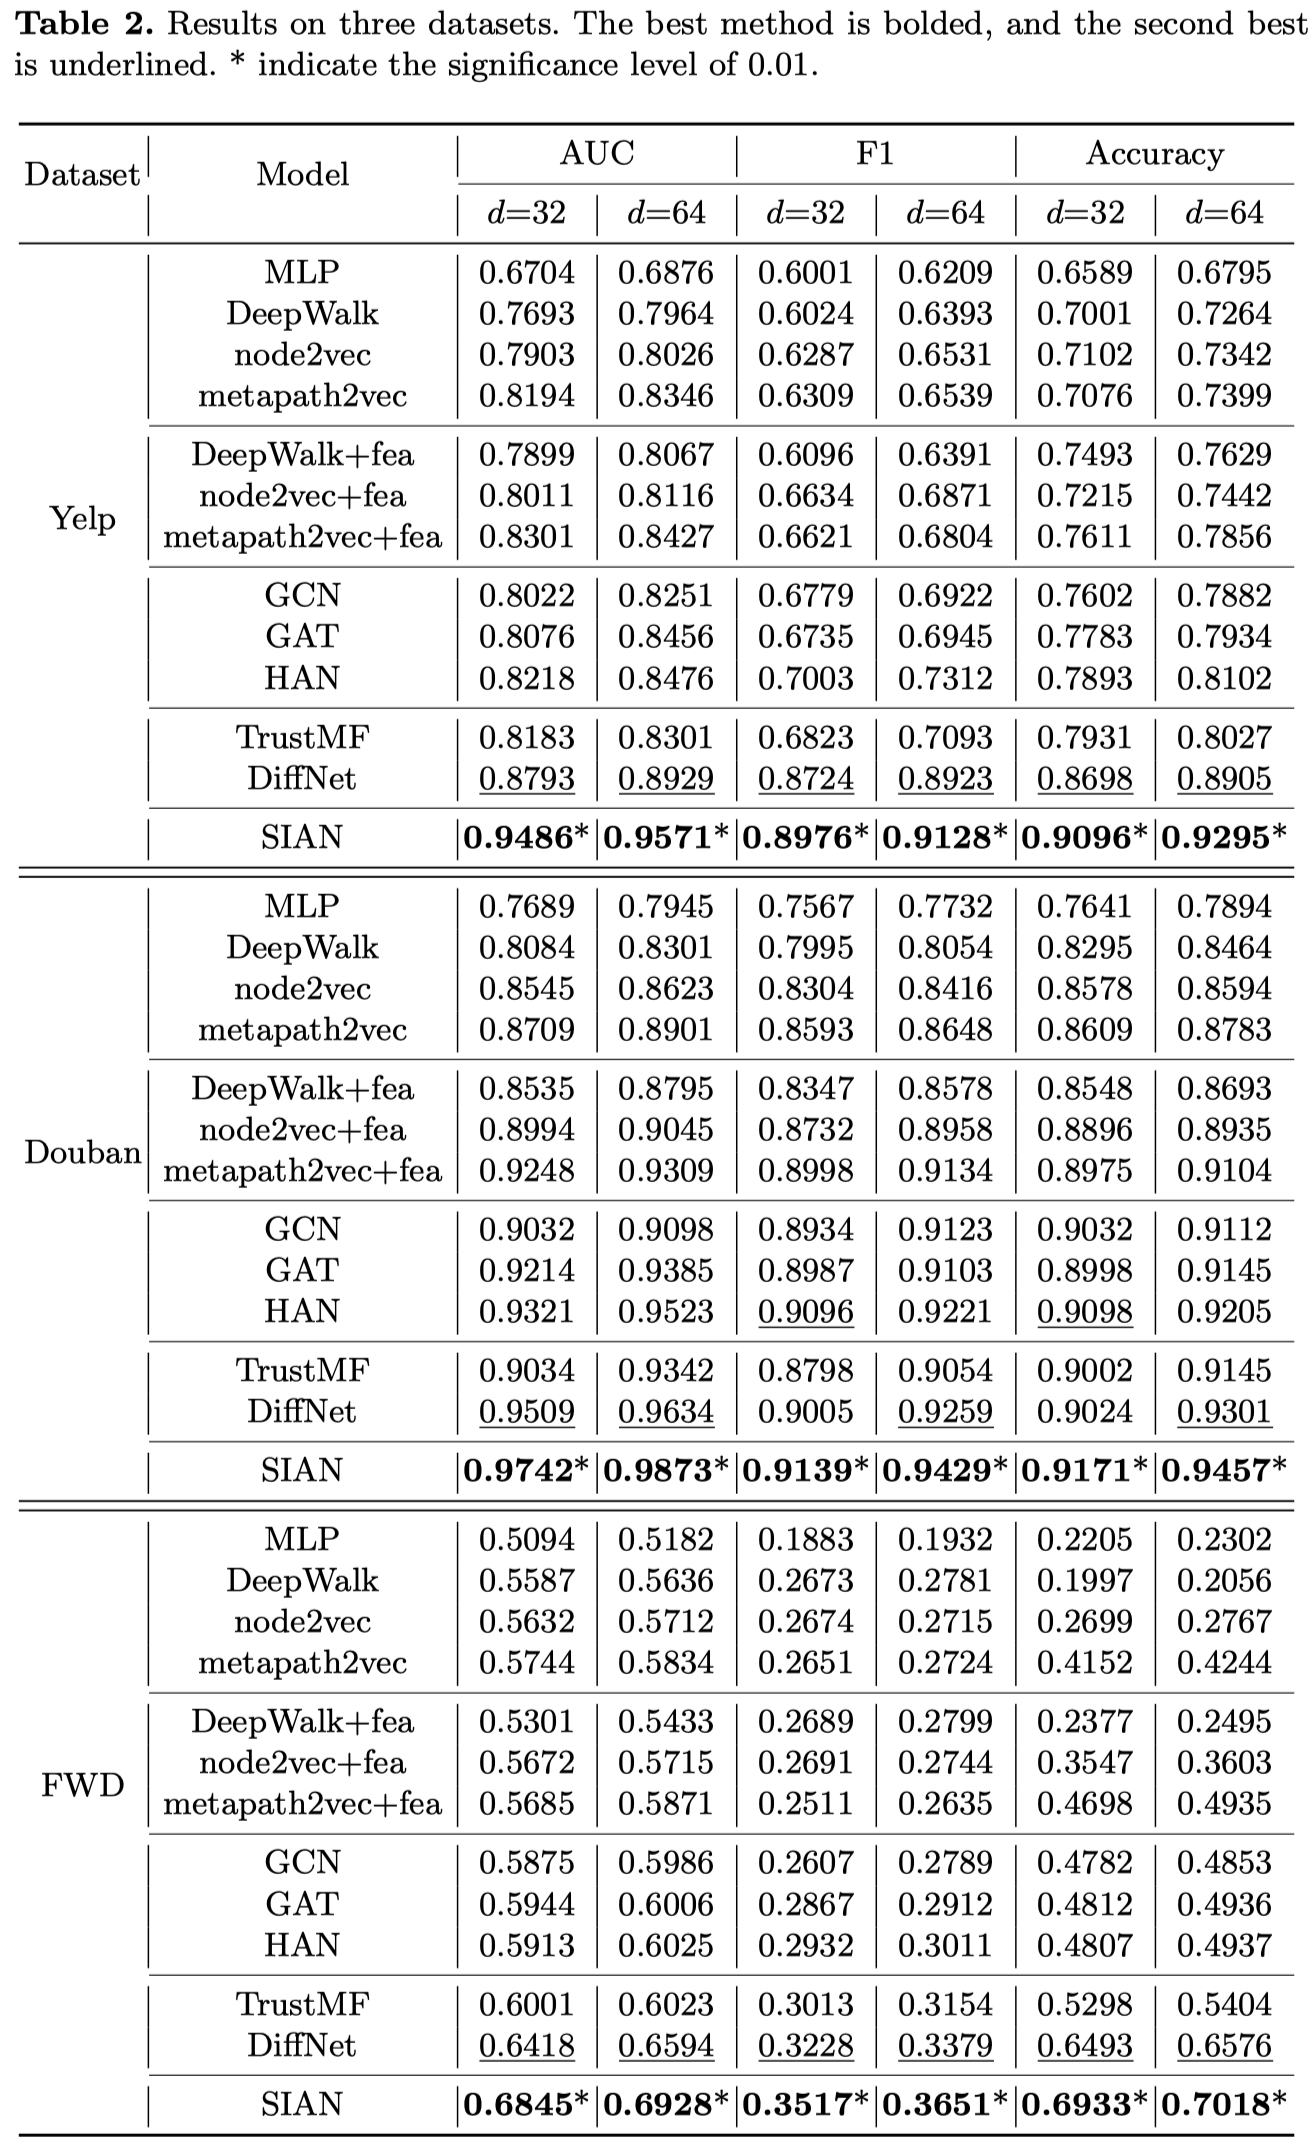 Table 2. Results on three datasets. The best method is bolded, and the second best
is underlined. * indicate the significance level of 0.01.
Dataset Model AUC F1 Accuracy
d=32 d=64 d=32 d=64 d=32 d=64
Yelp
MLP 0.6704 0.6876 0.6001 0.6209 0.6589 0.6795
DeepWalk 0.7693 0.7964 0.6024 0.6393 0.7001 0.7264
node2vec 0.7903 0.8026 0.6287 0.6531 0.7102 0.7342
metapath2vec 0.8194 0.8346 0.6309 0.6539 0.7076 0.7399
DeepWalk+fea 0.7899 0.8067 0.6096 0.6391 0.7493 0.7629
node2vec+fea 0.8011 0.8116 0.6634 0.6871 0.7215 0.7442
metapath2vec+fea 0.8301 0.8427 0.6621 0.6804 0.7611 0.7856
GCN 0.8022 0.8251 0.6779 0.6922 0.7602 0.7882
GAT 0.8076 0.8456 0.6735 0.6945 0.7783 0.7934
HAN 0.8218 0.8476 0.7003 0.7312 0.7893 0.8102
TrustMF 0.8183 0.8301 0.6823 0.7093 0.7931 0.8027
DiffNet 0.8793 0.8929 0.8724 0.8923 0.8698 0.8905
SIAN 0.9486* 0.9571* 0.8976* 0.9128* 0.9096* 0.9295*
Douban
MLP 0.7689 0.7945 0.7567 0.7732 0.7641 0.7894
DeepWalk 0.8084 0.8301 0.7995 0.8054 0.8295 0.8464
node2vec 0.8545 0.8623 0.8304 0.8416 0.8578 0.8594
metapath2vec 0.8709 0.8901 0.8593 0.8648 0.8609 0.8783
DeepWalk+fea 0.8535 0.8795 0.8347 0.8578 0.8548 0.8693
node2vec+fea 0.8994 0.9045 0.8732 0.8958 0.8896 0.8935
metapath2vec+fea 0.9248 0.9309 0.8998 0.9134 0.8975 0.9104
GCN 0.9032 0.9098 0.8934 0.9123 0.9032 0.9112
GAT 0.9214 0.9385 0.8987 0.9103 0.8998 0.9145
HAN 0.9321 0.9523 0.9096 0.9221 0.9098 0.9205
TrustMF 0.9034 0.9342 0.8798 0.9054 0.9002 0.9145
DiffNet 0.9509 0.9634 0.9005 0.9259 0.9024 0.9301
SIAN 0.9742* 0.9873* 0.9139* 0.9429* 0.9171* 0.9457*
FWD
MLP 0.5094 0.5182 0.1883 0.1932 0.2205 0.2302
DeepWalk 0.5587 0.5636 0.2673 0.2781 0.1997 0.2056
node2vec 0.5632 0.5712 0.2674 0.2715 0.2699 0.2767
metapath2vec 0.5744 0.5834 0.2651 0.2724 0.4152 0.4244
DeepWalk+fea 0.5301 0.5433 0.2689 0.2799 0.2377 0.2495
node2vec+fea 0.5672 0.5715 0.2691 0.2744 0.3547 0.3603
metapath2vec+fea 0.5685 0.5871 0.2511 0.2635 0.4698 0.4935
GCN 0.5875 0.5986 0.2607 0.2789 0.4782 0.4853
GAT 0.5944 0.6006 0.2867 0.2912 0.4812 0.4936
HAN 0.5913 0.6025 0.2932 0.3011 0.4807 0.4937
TrustMF 0.6001 0.6023 0.3013 0.3154 0.5298 0.5404
DiffNet 0.6418 0.6594 0.3228 0.3379 0.6493 0.6576
SIAN 0.6845* 0.6928* 0.3517* 0.3651* 0.6933* 0.7018*